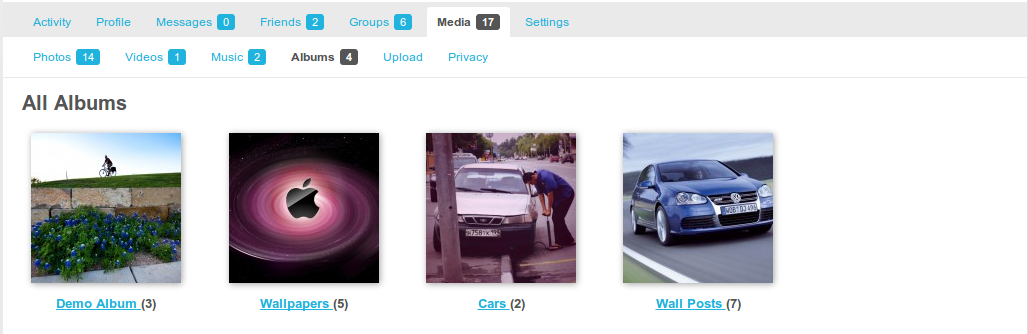 Activity Profile Messages 0 Friends 2 Groups 6 Media 17 Settings
Photos 14 Videos 1 Music 2 Albums 4 Upload Privacy
All Albums
Demo Album (3) Wallpapers (5) Cars (2) Wall Posts (7)